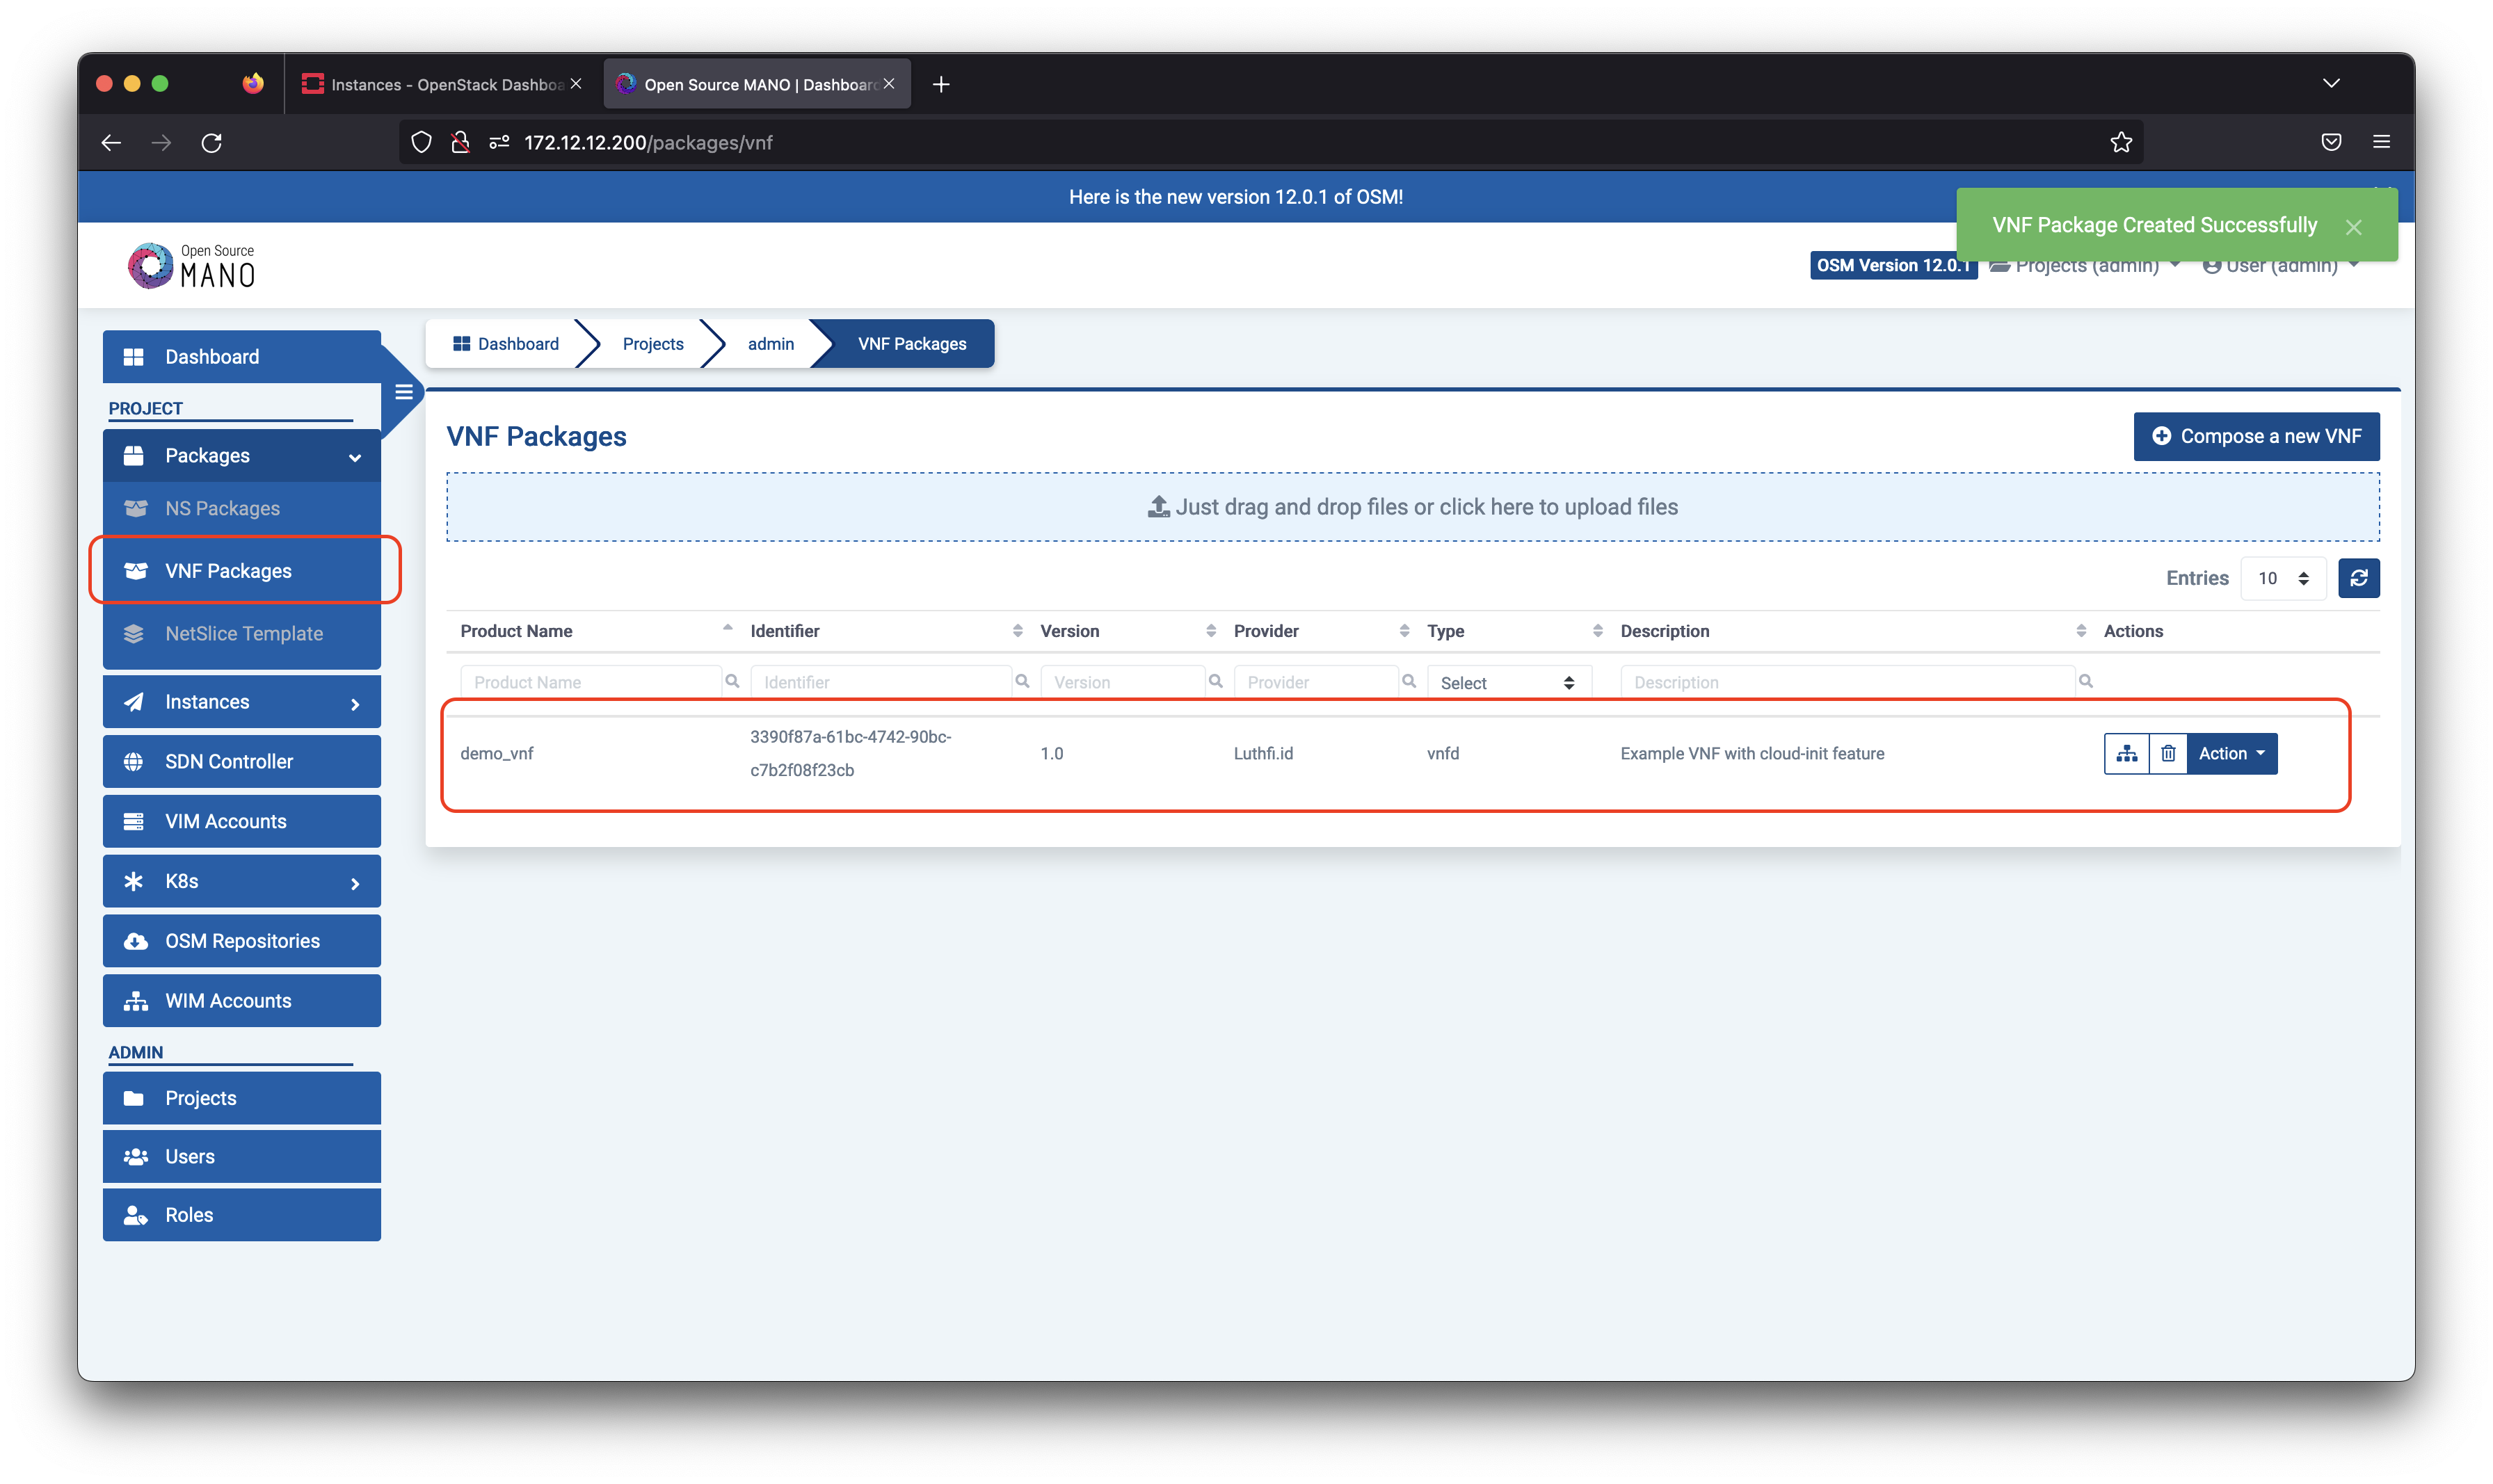 Instances - OpenStack Dashboa
Open Source MANO | Dashboard
172.12.12.200/packages/vnf
Here is the new version 12.0.1 of OSM!
VNF Package Created Successfully
Open Source
MANO
OSM Version 12.0.1
Projects (admin)
User (admin)
Dashboard
PROJECT
Packages
NS Packages
VNF Packages
NetSlice Template
Instances
SDN Controller
VIM Accounts
K8s
OSM Repositories
WIM Accounts
ADMIN
Projects
Users
Roles
Dashboard Projects admin VNF Packages
VNF Packages
Compose a new VNF
Just drag and drop files or click here to upload files
Entries 10
Product Name Identifier Version Provider Type Description Actions
Product Name Identifier Version Provider Select Description
demo_vnf 3390f87a-61bc-4742-90bc- 1.0 Luthfi.id vnfd Example VNF with cloud-init feature Action
c7b2f08f23cb